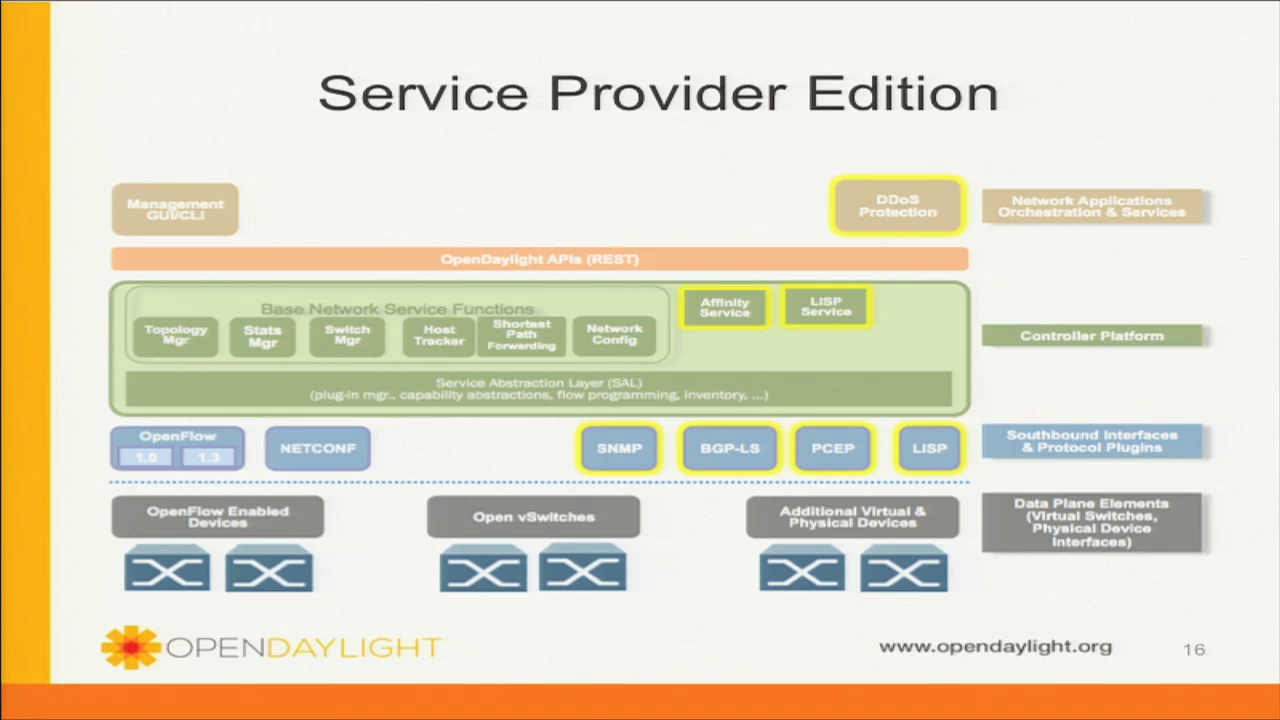 Service Provider Edition
Management
GUI/CLI
DDoS
Protection
Network Applications
Orchestration & Services
OpenDaylight APIs (REST)
Base Network Service Functions
Affinity
Service
LISP
Service
Topology
Mgr
Stats
Mgr
Switch
Mgr
Host
Tracker
Shortest
Path
Forwarding
Network
Config
Controller Platform
Service Abstraction Layer (SAL)
(plug-in mgr., capability abstractions, flow programming, inventory, ...)
OpenFlow
1.0 1.3
NETCONF
SNMP
BGP-LS
PCEP
LISP
Southbound Interfaces
& Protocol Plugins
OpenFlow Enabled
Devices
Open vSwitches
Additional Virtual &
Physical Devices
Data Plane Elements
(Virtual Switches,
Physical Device
Interfaces)
OPENDAYLIGHT
www.opendaylight.org
16